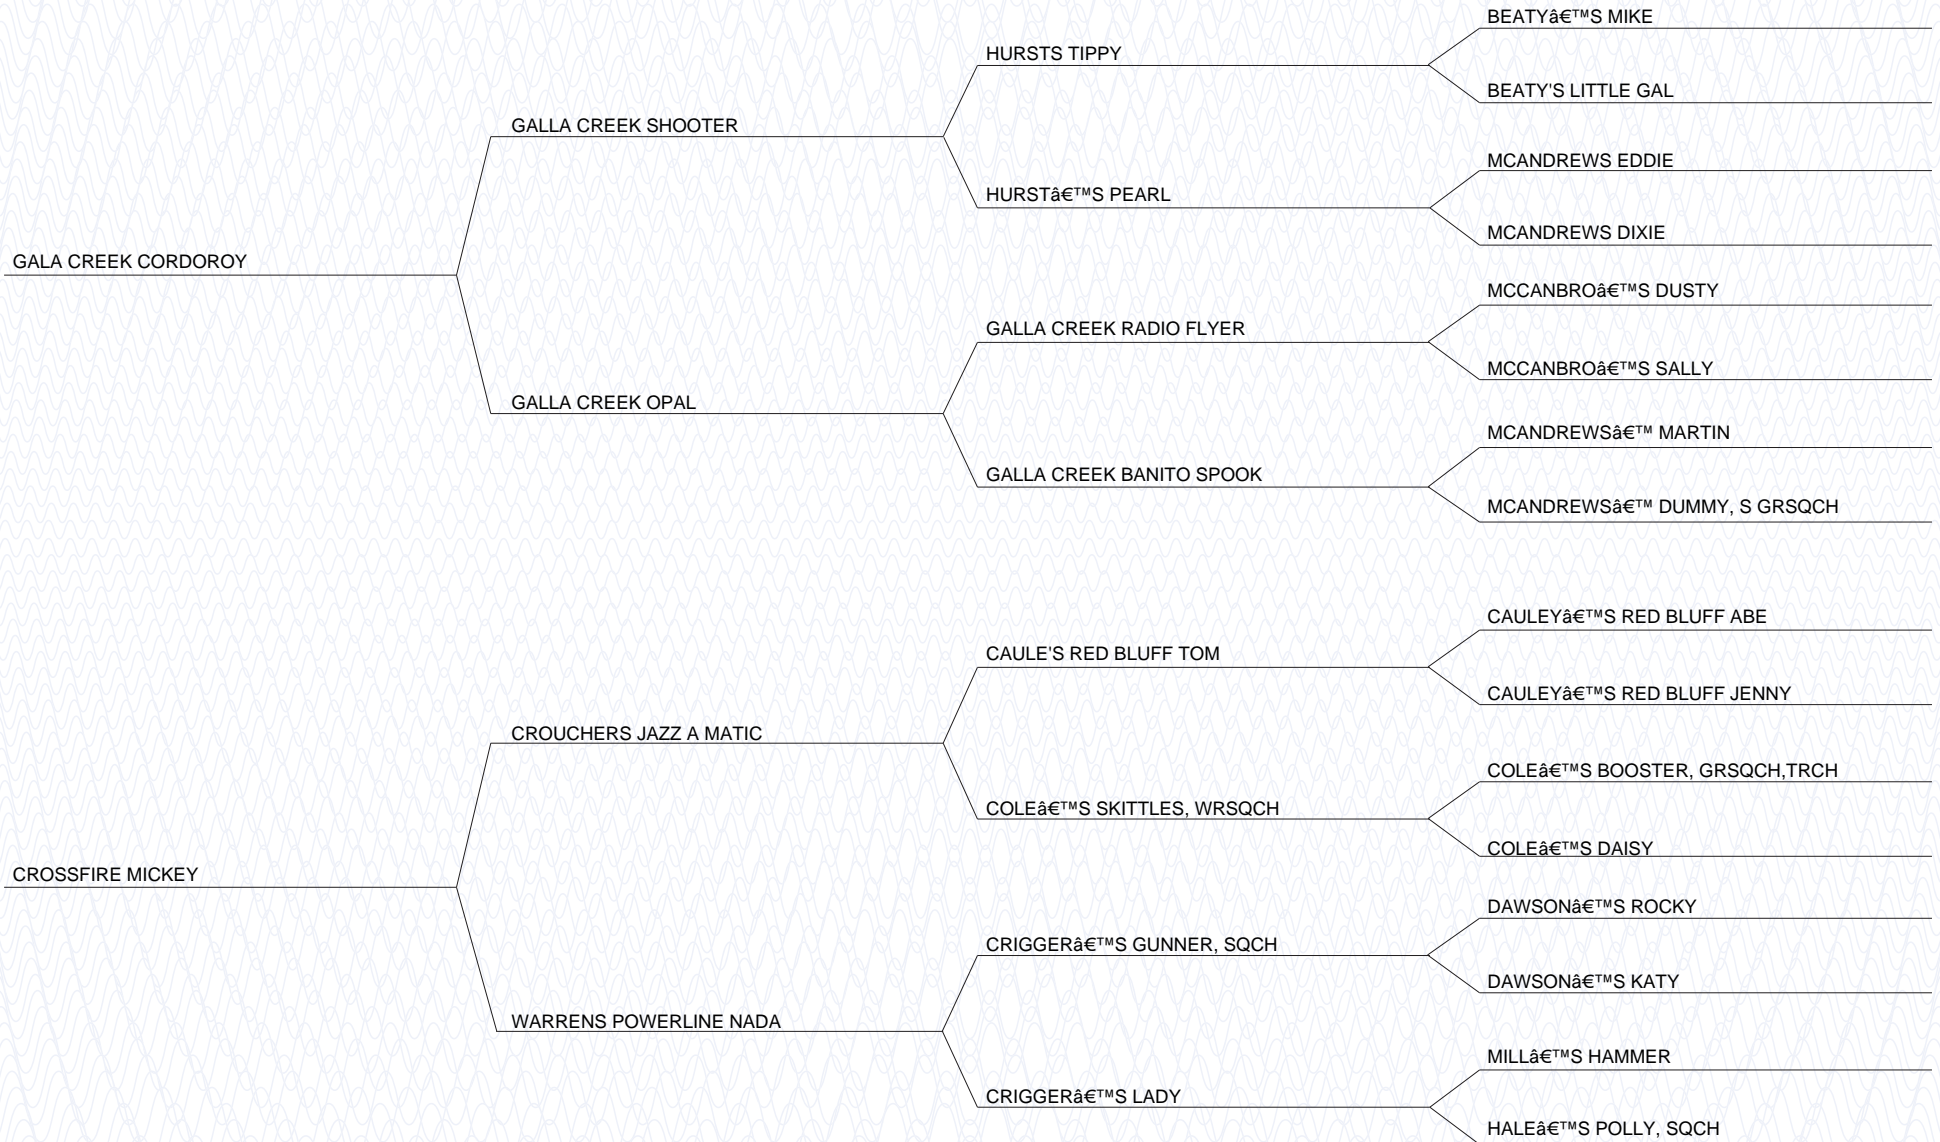 BEATYâ€™S MIKE
HURSTS TIPPY
BEATY'S LITTLE GAL
GALLA CREEK SHOOTER
MCANDREWS EDDIE
HURSTâ€™S PEARL
MCANDREWS DIXIE
GALA CREEK CORDOROY
MCCANBROâ€™S DUSTY
GALLA CREEK RADIO FLYER
MCCANBROâ€™S SALLY
GALLA CREEK OPAL
MCANDREWSâ€™ MARTIN
GALLA CREEK BANITO SPOOK
MCANDREWSâ€™ DUMMY, S GRSQCH
CAULEYâ€™S RED BLUFF ABE
CAULE'S RED BLUFF TOM
CAULEYâ€™S RED BLUFF JENNY
CROUCHERS JAZZ A MATIC
COLEâ€™S BOOSTER, GRSQCH,TRCH
COLEâ€™S SKITTLES, WRSQCH
COLEâ€™S DAISY
CROSSFIRE MICKEY
DAWSONâ€™S ROCKY
CRIGGERâ€™S GUNNER, SQCH
DAWSONâ€™S KATY
WARRENS POWERLINE NADA
MILLâ€™S HAMMER
CRIGGERâ€™S LADY
HALEâ€™S POLLY, SQCH